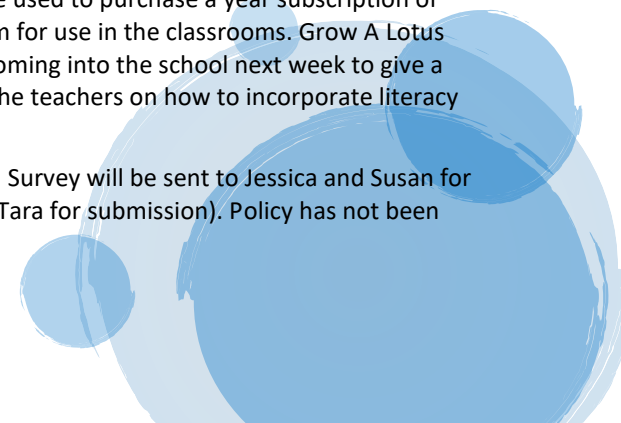 e used to purchase a year subscription of
n for use in the classrooms. Grow A Lotus
oming into the school next week to give a
he teachers on how to incorporate literacy
Survey will be sent to Jessica and Susan for
Tara for submission). Policy has not been